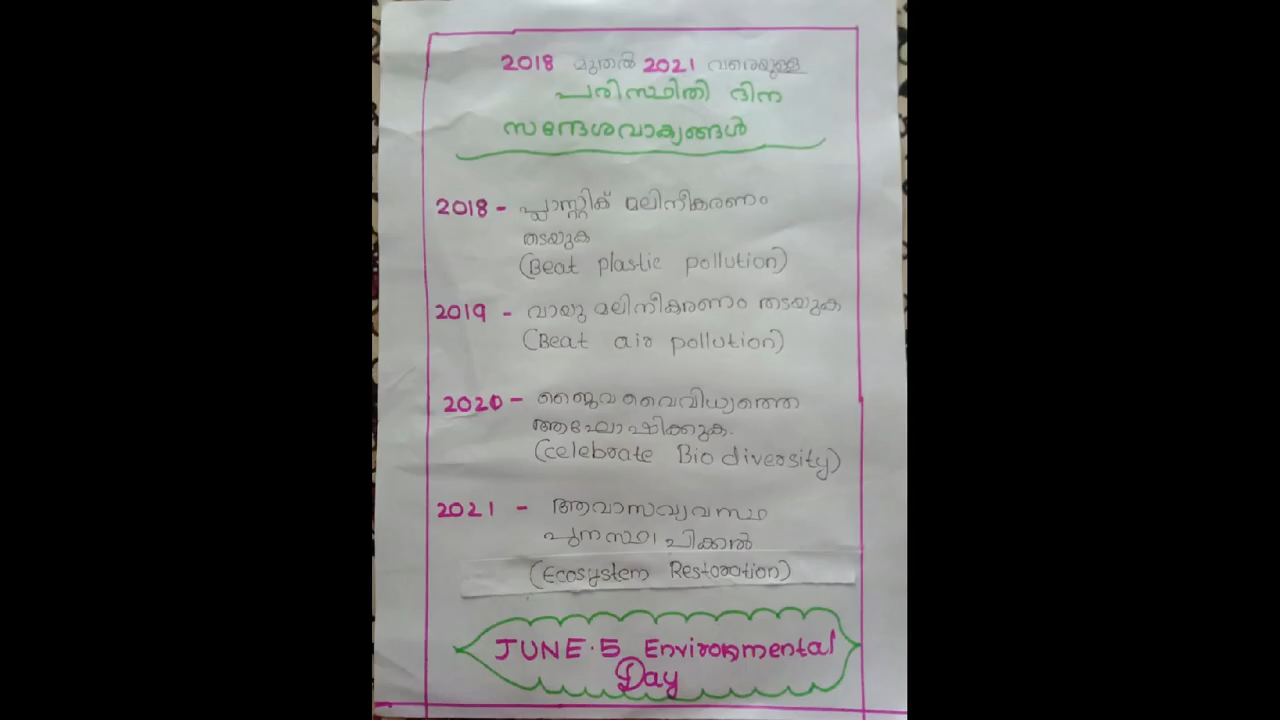 2018 മുതൽ 2021 വരെയുള്ള
പരിസ്ഥിതി ദിന
സന്ദേശവാക്യങ്ങൾ
2018 - പ്ലാസ്റ്റിക് മലിനീകരണം
തടയുക
(Beat plastic pollution)
2019 - വായു മലിനീകരണം തടയുക
(Beat air pollution)
2020 - ജൈവ വൈവിധ്യത്തെ
ആഘോഷിക്കുക.
(celebrate Bio diversity)
2021 - ആവാസവ്യവസ്ഥ
പുനസ്ഥാപിക്കൽ
(Ecosystem Restoration)
JUNE·5 Environmental
Day